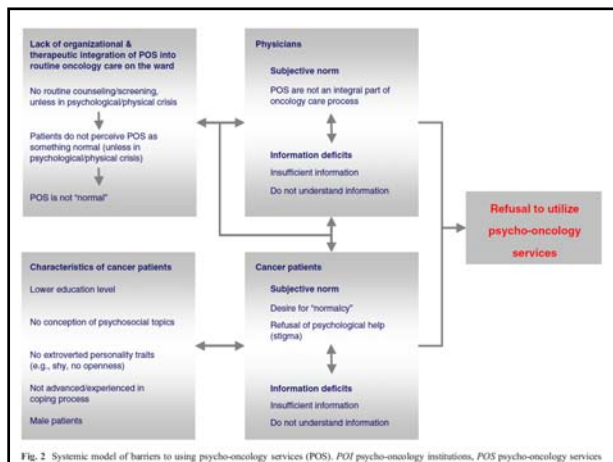 Lack of organizational &
therapeutic integration of POS into
routine oncology care on the ward
No routine counseling/screening,
unless in psychological/physical crisis
Patients do not perceive POS as
something normal (unless in
psychological/physical crisis)
POS is not "normal"
Physicians
Subjective norm
POS are not an integral part of
oncology care process
Information deficits
Insufficient information
Do not understand information
Characteristics of cancer patients
Lower education level
No conception of psychosocial topics
No extroverted personality traits
(e.g., shy, no openness)
Not advanced/experienced in
coping process
Male patients
Cancer patients
Subjective norm
Desire for "normalcy"
Refusal of psychological help
(stigma)
Information deficits
Insufficient information
Do not understand information
Refusal to utilize
psycho-oncology
services
Fig. 2 Systemic model of barriers to using psycho-oncology services (POS). POI psycho-oncology institutions, POS psycho-oncology services